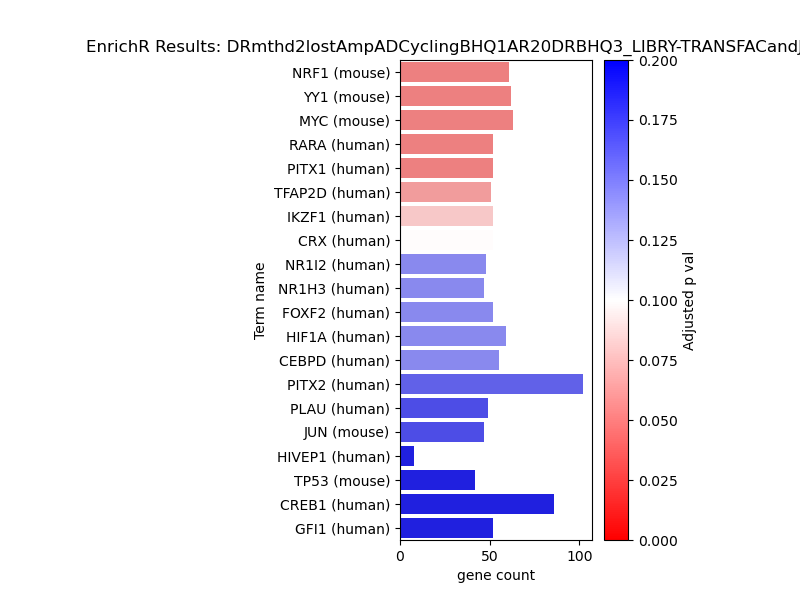 EnrichR Results: DRmthd2lostAmpADCyclingBHQ1AR20DRBHQ3_LIBRY-TRANSFACandJ
NRF1 (mouse)
YY1 (mouse)
MYC (mouse)
RARA (human)
PITX1 (human)
TFAP2D (human)
IKZF1 (human)
CRX (human)
NR1I2 (human)
NR1H3 (human)
FOXF2 (human)
HIF1A (human)
CEBPD (human)
PITX2 (human)
PLAU (human)
JUN (mouse)
HIVEP1 (human)
TP53 (mouse)
CREB1 (human)
GFI1 (human)
Term name
0 50 100
gene count
0.200
0.175
0.150
0.125
0.100
0.075
0.050
0.025
0.000
Adjusted p val